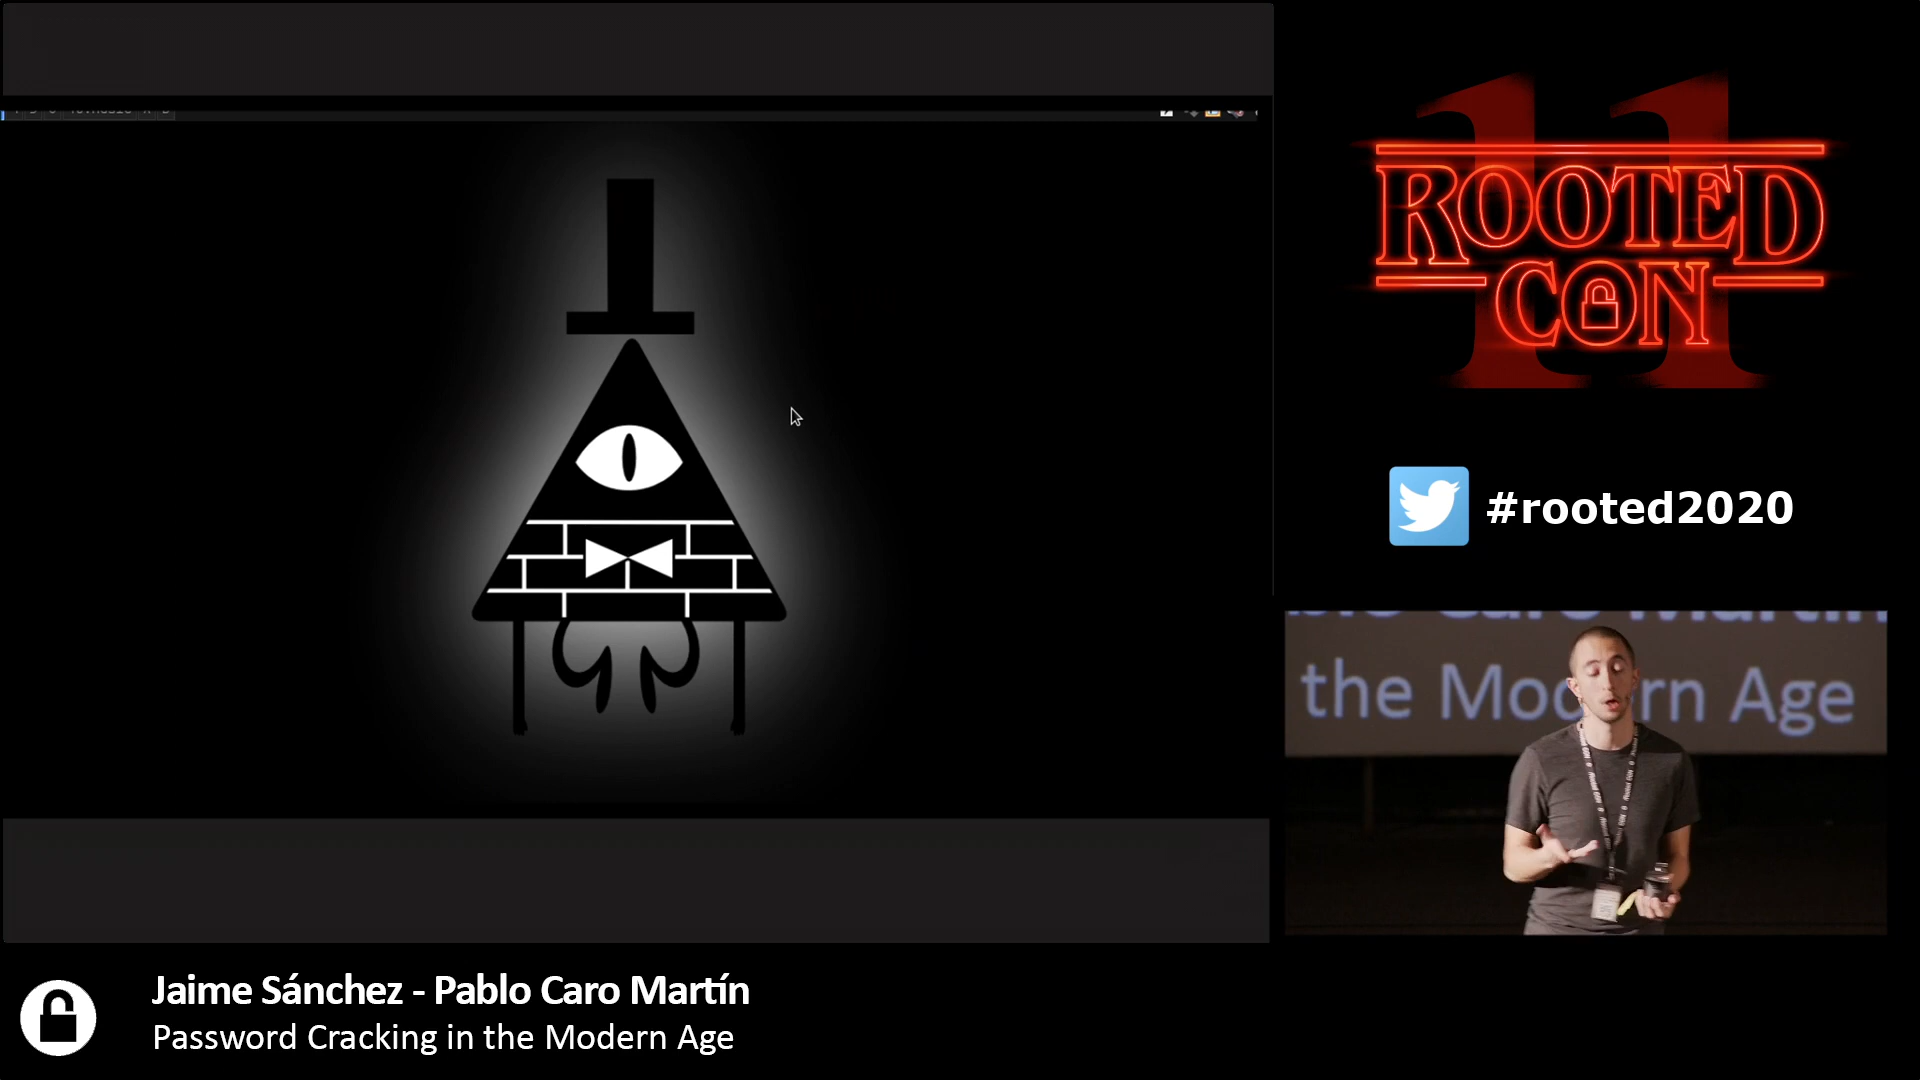 11
ROOTED
CON
#rooted2020
the Modern Age
Jaime Sánchez - Pablo Caro Martín
Password Cracking in the Modern Age